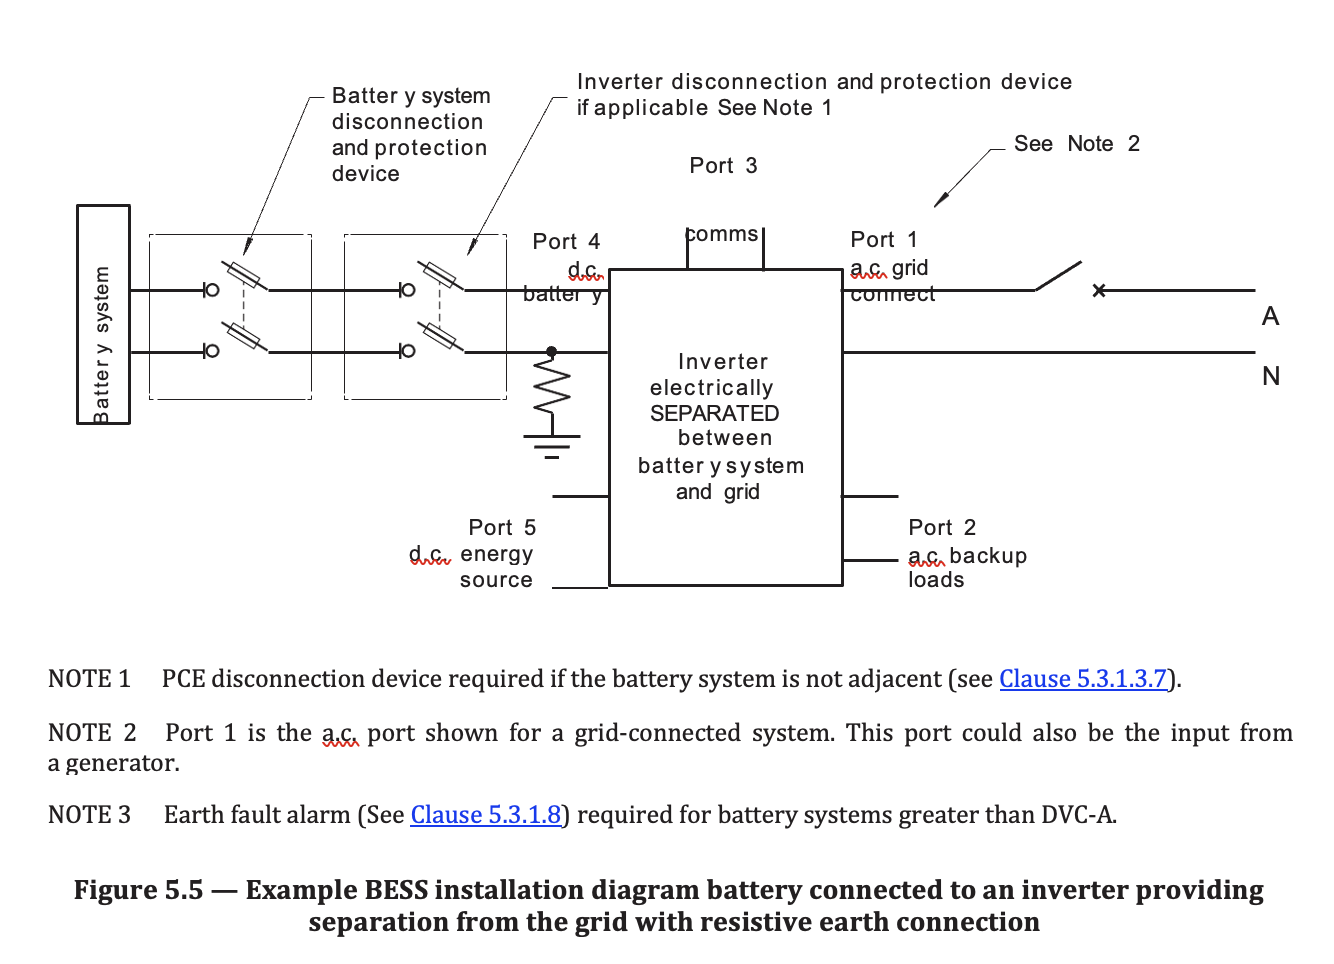 Batter y system
disconnection
and protection
device
Inverter disconnection and protection device
if applicable See Note 1
See Note 2
Port 3
comms
Port 4
d.c.
batter y
Port 1
a.c. grid
connect
Batter y system
A
N
Inverter
electrically
SEPARATED
between
batter y system
and grid
Port 5
d.c. energy
source
Port 2
a.c. backup
loads
NOTE 1 PCE disconnection device required if the battery system is not adjacent (see Clause 5.3.1.3.7).
NOTE 2 Port 1 is the a.c. port shown for a grid-connected system. This port could also be the input from
a generator.
NOTE 3 Earth fault alarm (See Clause 5.3.1.8) required for battery systems greater than DVC-A.
Figure 5.5 — Example BESS installation diagram battery connected to an inverter providing
separation from the grid with resistive earth connection